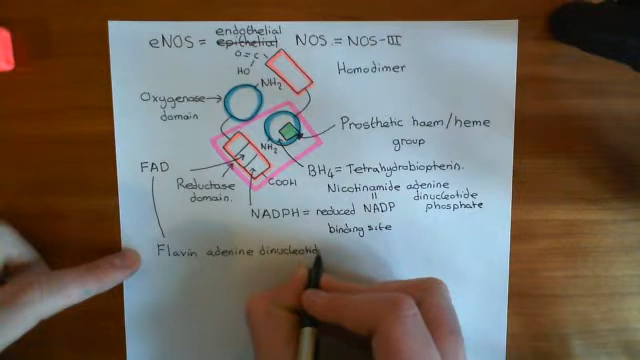 endothelial
eNOS = epithelial NOS = NOS-III
O=C
HO
NH2
Homodimer
Oxygenase
domain
Prosthetic haem/heme
group
NH2
FAD
BH4 = Tetrahydrobiopterin.
COOH
Reductase
domain.
Nicotinamide adenine
dinucleotide
phosphate
=
NADPH = reduced NADP
binding site
Flavin adenine dinucleotid